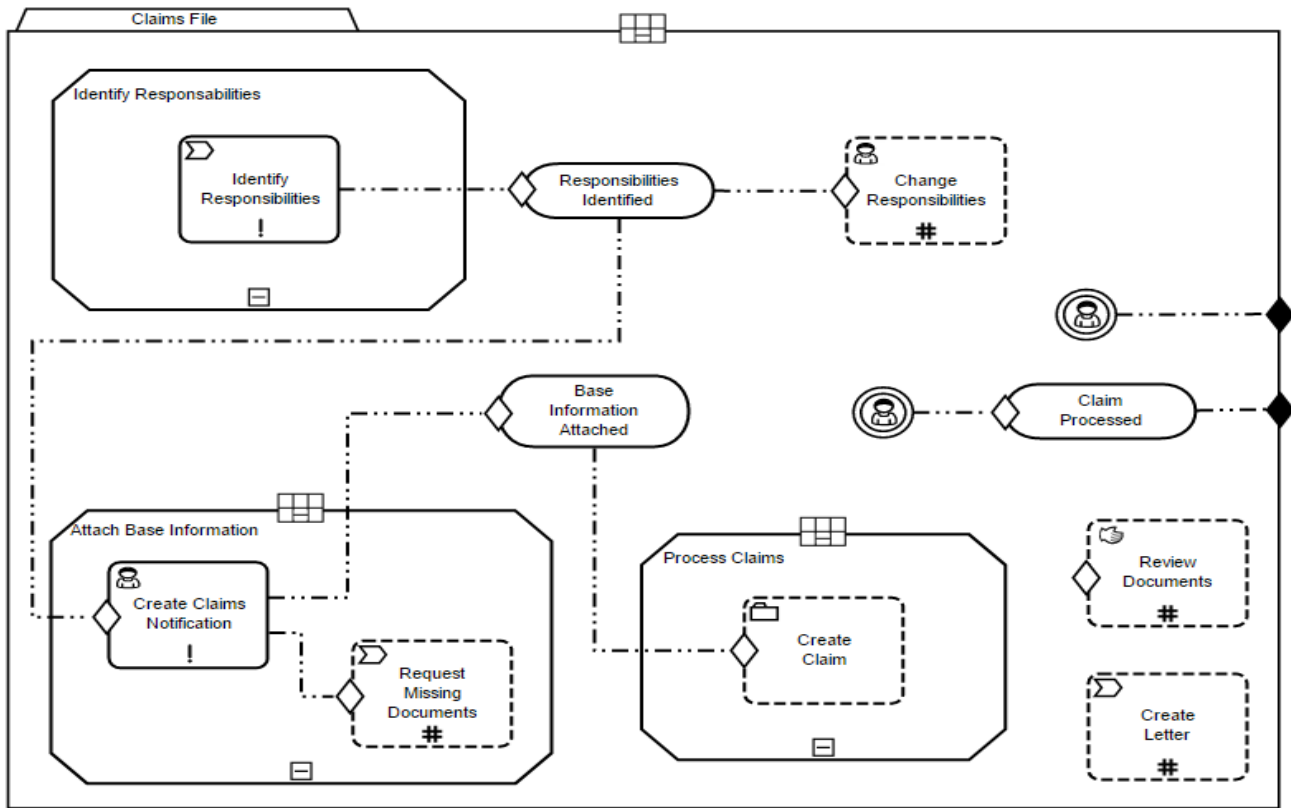 Claims File
Identify Responsabilities
Identify
Responsibilities
!
Responsibilities
Identified
Change
Responsibilities
#
Base
Information
Attached
Claim
Processed
Attach Base Information
Create Claims
Notification
!
Request
Missing
Documents
#
Process Claims
Create
Claim
Review
Documents
#
Create
Letter
#